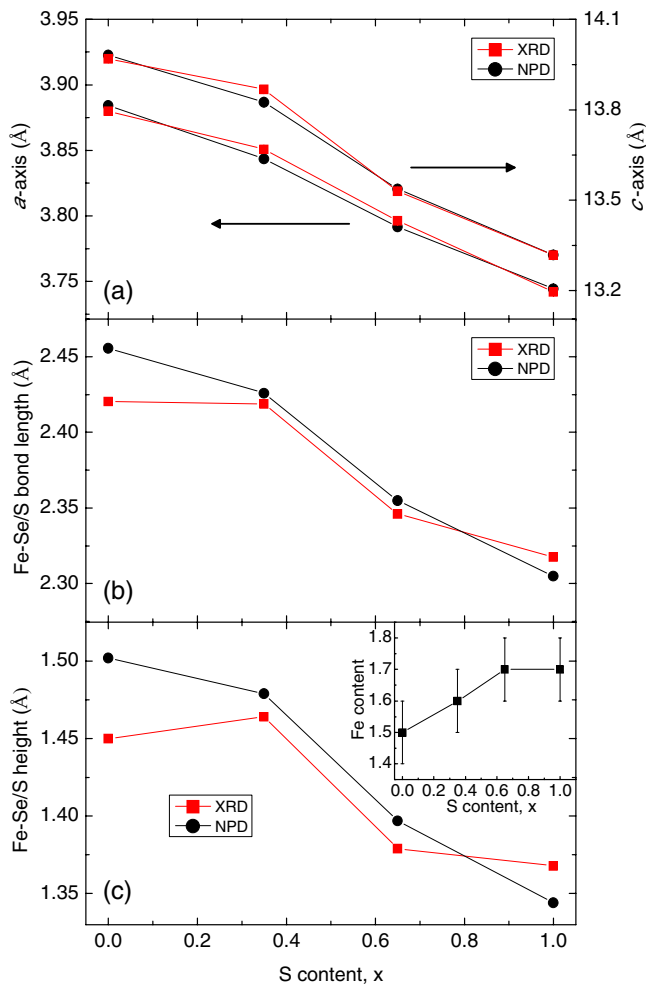 3.95
3.90
3.85
3.80
3.75
a-axis (Å)
14.1
13.8
13.5
13.2
c-axis (Å)
XRD
NPD
(a)
2.45
2.40
2.35
2.30
Fe-Se/S bond length (Å)
XRD
NPD
(b)
1.50
1.45
1.40
1.35
Fe-Se/S height (Å)
XRD
NPD
(c)
1.8
1.7
1.6
1.5
1.4
Fe content
0.0 0.2 0.4 0.6 0.8 1.0
S content, x
0.0 0.2 0.4 0.6 0.8 1.0
S content, x